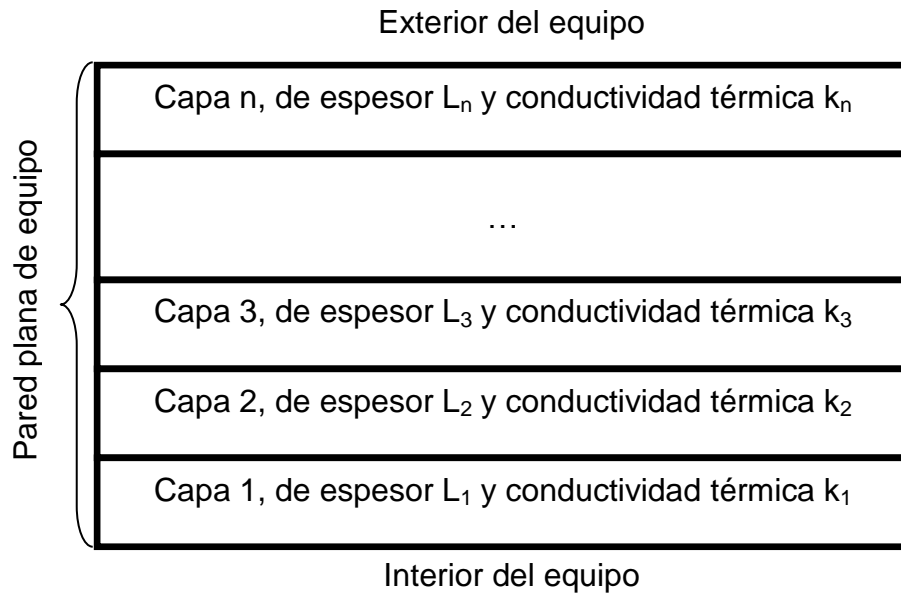 Exterior del equipo
Pared plana de equipo
Capa n, de espesor Lₙ y conductividad térmica kₙ
…
Capa 3, de espesor L₃ y conductividad térmica k₃
Capa 2, de espesor L₂ y conductividad térmica k₂
Capa 1, de espesor L₁ y conductividad térmica k₁
Interior del equipo